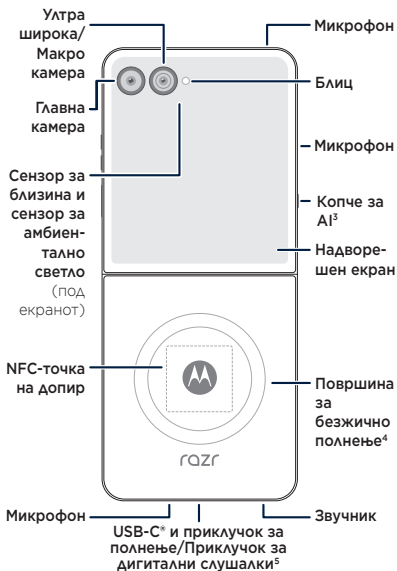 Ултра
широка/
Макро
камера
Главна
камера
Сензор за
близина и
сензор за
амбиен-
тално
светло
(под
екранот)
NFC-точка
на допир
Микрофон
Блиц
Микрофон
Копче за
AI³
Надворе-
шен екран
Површина
за
безжично
полнење⁴
razr
Микрофон
USB-C® и приклучок за
полнење/Приклучок за
дигитални слушалки⁵
Звучник